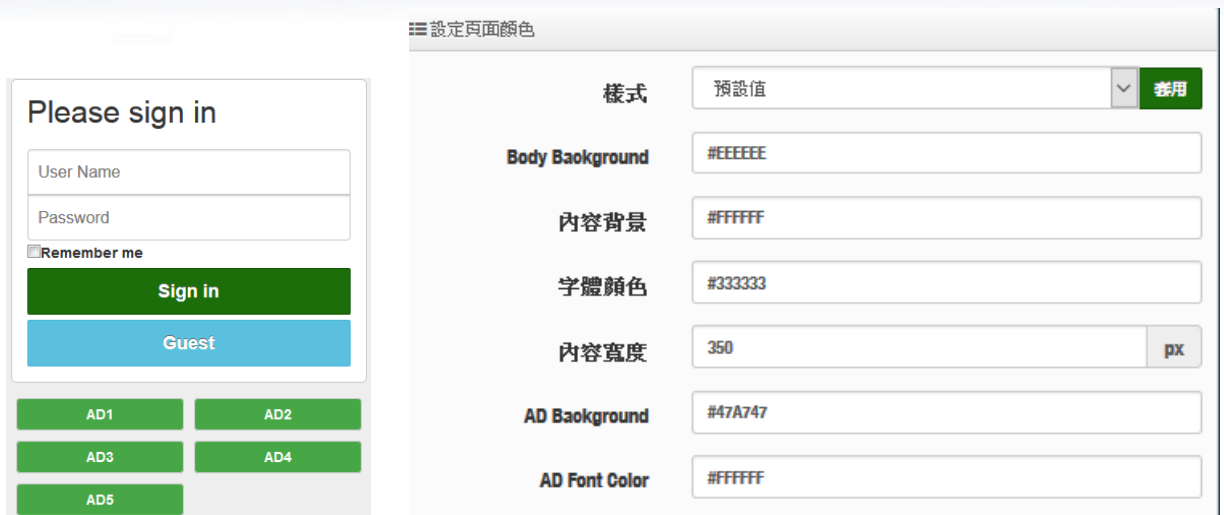 Please sign in
User Name
Password
Remember me
Sign in
Guest
AD1
AD2
AD3
AD4
AD5
設定頁面顏色
樣式
預設值
套用
Body Background
#EEEEEE
內容背景
#FFFFFF
字體顏色
#333333
內容寬度
350
px
AD Background
#47A747
AD Font Color
#FFFFFF